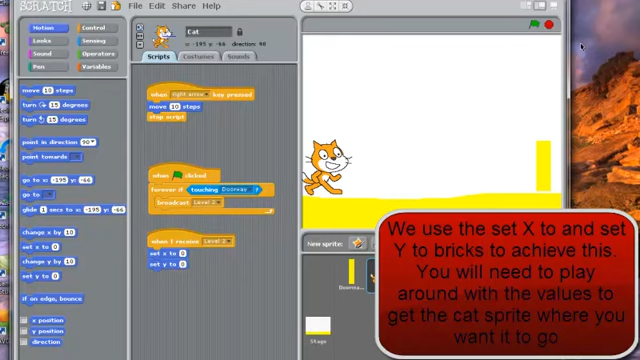 SCRATCH File Edit Share Help
Motion Control
Looks Sensing
Sound Operators
Pen Variables
move 10 steps
turn 15 degrees
turn 15 degrees
point in direction 90
point towards
go to x: -195 y: -66
go to
glide 1 secs to x: -195 y: -66
change x by 10
set x to 0
change y by 10
set y to 0
if on edge, bounce
x position
y position
direction
Cat
x: -195 y: -66 direction: 90
Scripts Costumes Sounds
when right arrow key pressed
move 10 steps
stop script
when clicked
forever if touching Doorway ?
broadcast Level 2
when I receive Level 2
set x to 0
set y to 0
New sprite:
Stage
We use the set X to and set
Y to bricks to achieve this.
You will need to play
around with the values to
get the cat sprite where you
want it to go